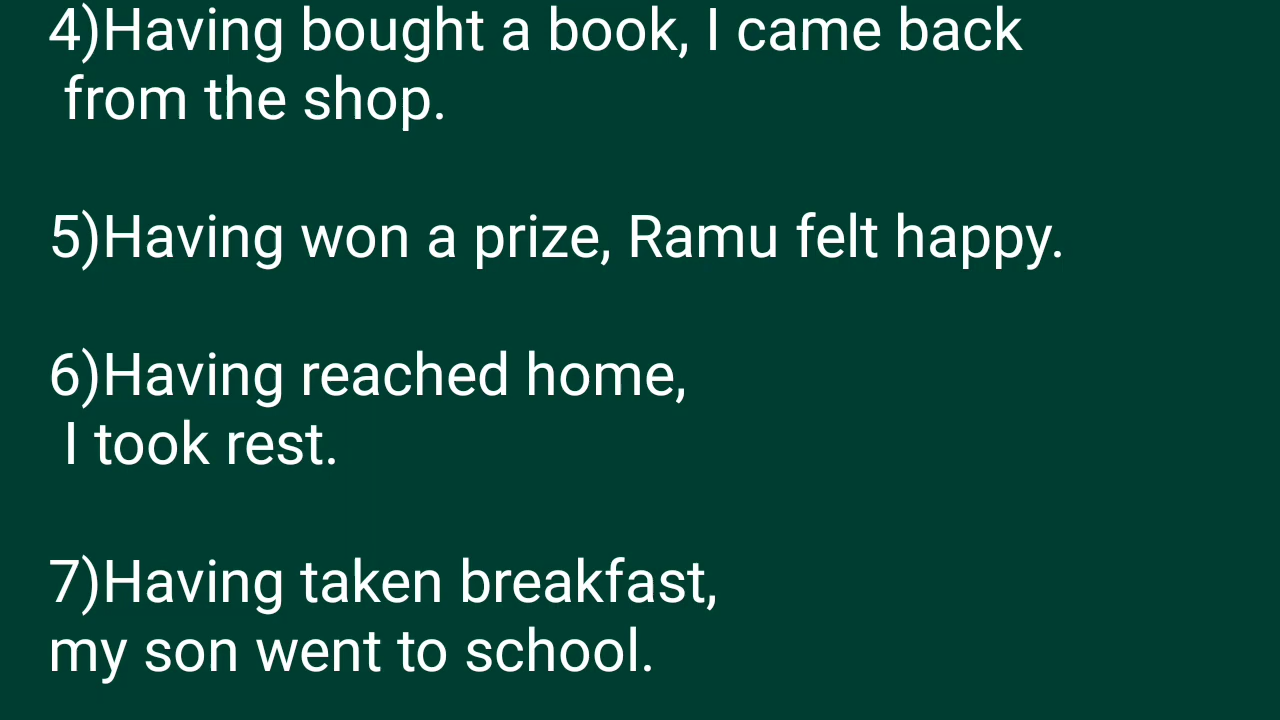 4)Having bought a book, I came back
from the shop.
5)Having won a prize, Ramu felt happy.
6)Having reached home,
I took rest.
7)Having taken breakfast,
my son went to school.